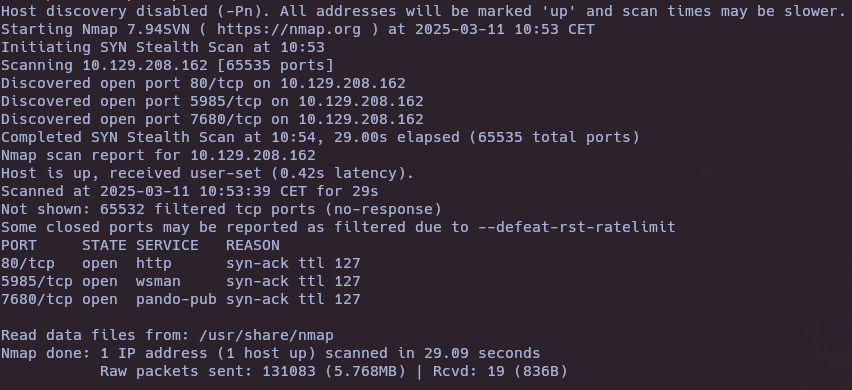 Host discovery disabled (-Pn). All addresses will be marked 'up' and scan times may be slower.
Starting Nmap 7.94SVN ( https://nmap.org ) at 2025-03-11 10:53 CET
Initiating SYN Stealth Scan at 10:53
Scanning 10.129.208.162 [65535 ports]
Discovered open port 80/tcp on 10.129.208.162
Discovered open port 5985/tcp on 10.129.208.162
Discovered open port 7680/tcp on 10.129.208.162
Completed SYN Stealth Scan at 10:54, 29.00s elapsed (65535 total ports)
Nmap scan report for 10.129.208.162
Host is up, received user-set (0.42s latency).
Scanned at 2025-03-11 10:53:39 CET for 29s
Not shown: 65532 filtered tcp ports (no-response)
Some closed ports may be reported as filtered due to --defeat-rst-ratelimit
PORT     STATE SERVICE   REASON
80/tcp   open  http      syn-ack ttl 127
5985/tcp open  wsman     syn-ack ttl 127
7680/tcp open  pando-pub syn-ack ttl 127

Read data files from: /usr/share/nmap
Nmap done: 1 IP address (1 host up) scanned in 29.09 seconds
           Raw packets sent: 131083 (5.768MB) | Rcvd: 19 (836B)